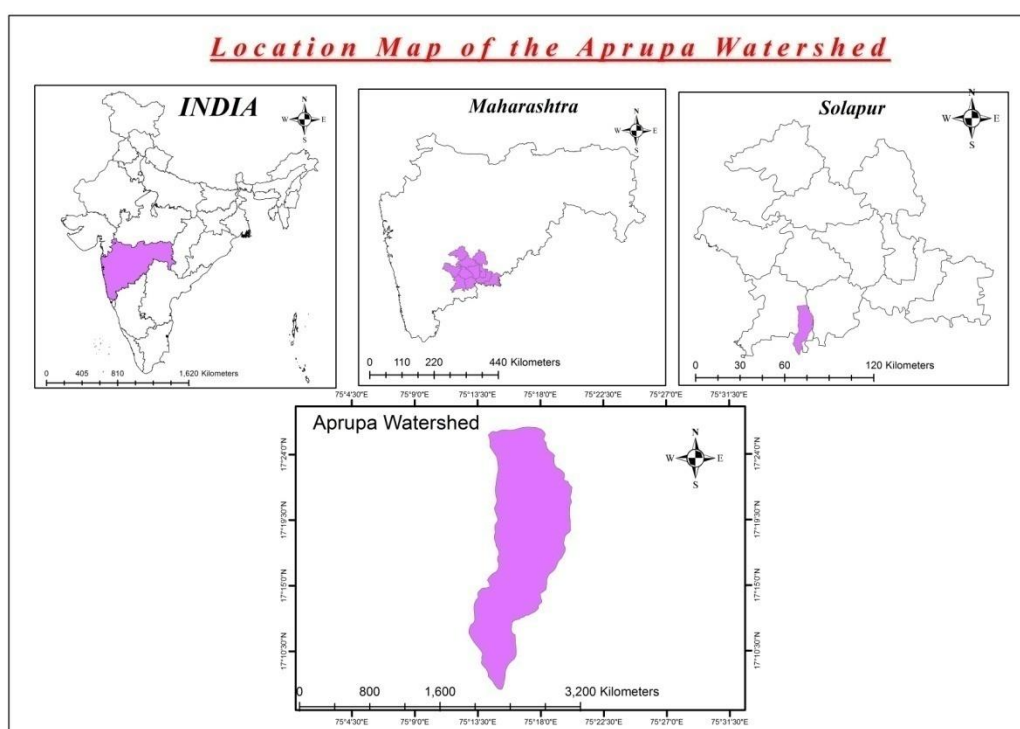 Location Map of the Aprupa Watershed
INDIA
N
W E
S
0 405 810 1,620 Kilometers
Maharashtra
N
W E
S
0 110 220 440 Kilometers
Solapur
N
W E
S
0 30 60 120 Kilometers
75°4'30"E 75°9'0"E 75°13'30"E 75°18'0"E 75°22'30"E 75°27'0"E 75°31'30"E
Aprupa Watershed
N
W E
S
17°24'0"N 17°24'0"N
17°19'30"N 17°19'30"N
17°15'0"N 17°15'0"N
17°10'30"N 17°10'30"N
0 800 1,600 3,200 Kilometers
75°4'30"E 75°9'0"E 75°13'30"E 75°18'0"E 75°22'30"E 75°27'0"E 75°31'30"E